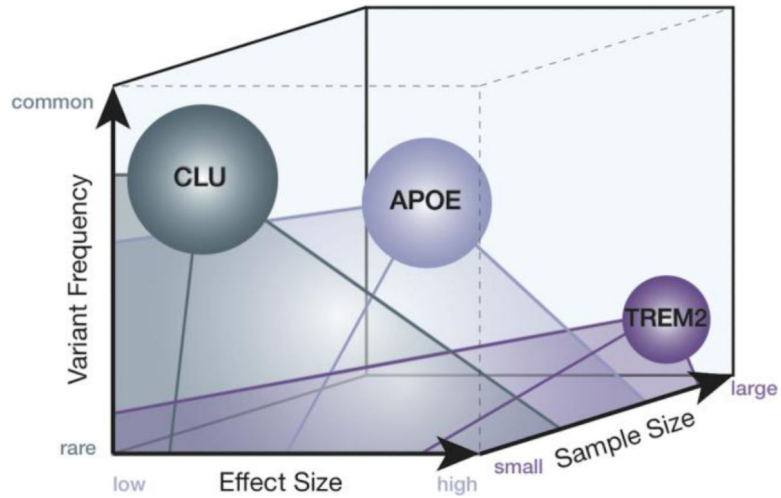 common
CLU
APOE
Variant Frequency
TREM2
large
rare
Sample Size
small
low
Effect Size
high